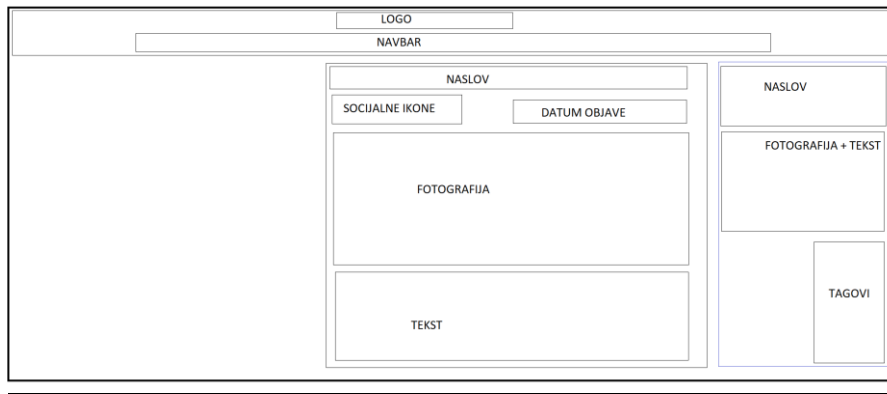 LOGO
NAVBAR
NASLOV
SOCIJALNE IKONE
DATUM OBJAVE
FOTOGRAFIJA
TEKST
NASLOV
FOTOGRAFIJA + TEKST
TAGOVI